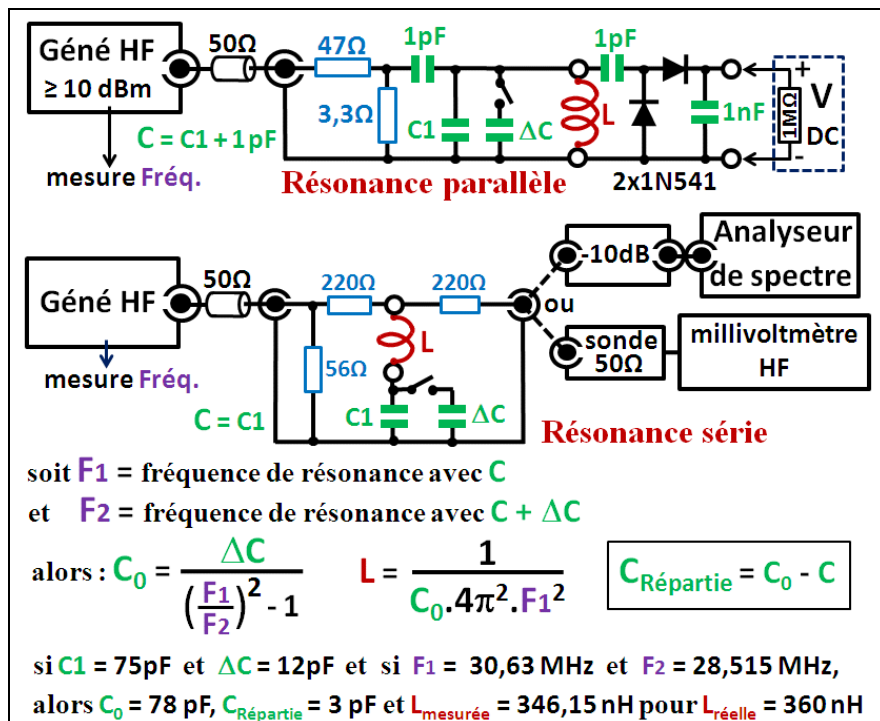 Géné HF
≥ 10 dBm
50Ω
47Ω
3,3Ω
1pF
C1
ΔC
L
1pF
1nF
+
1MΩ
V
DC
-
C = C1 + 1 pF
mesure Fréq.
Résonance parallèle
2x1N541
Géné HF
50Ω
220Ω
220Ω
56Ω
L
C1
ΔC
ou
-10dB
Analyseur
de spectre
sonde
50Ω
millivoltmètre
HF
mesure Fréq.
C = C1
Résonance série
soit F1 = fréquence de résonance avec C
et F2 = fréquence de résonance avec C + ΔC
alors : C0 = ΔC / ((F1/F2)² - 1)
L = 1 / (C0.4π².F1²)
CRépartie = C0 - C
si C1 = 75pF et ΔC = 12pF et si F1 = 30,63 MHz et F2 = 28,515 MHz,
alors C0 = 78 pF, CRépartie = 3 pF et Lmesurée = 346,15 nH pour Lréelle = 360 nH